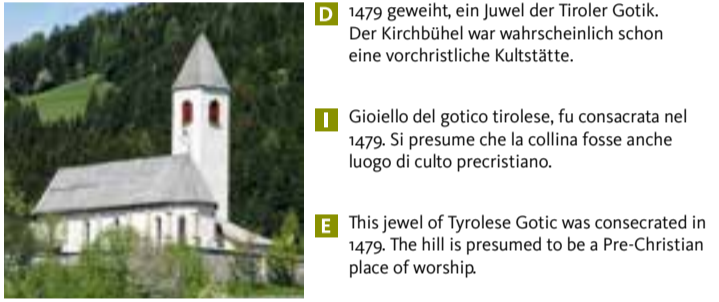 D 1479 geweiht, ein Juwel der Tiroler Gotik.
Der Kirchbühel war wahrscheinlich schon
eine vorchristliche Kultstätte.
I Gioiello del gotico tirolese, fu consacrata nel
1479. Si presume che la collina fosse anche
luogo di culto precristiano.
E This jewel of Tyrolese Gotic was consecrated in
1479. The hill is presumed to be a Pre-Christian
place of worship.